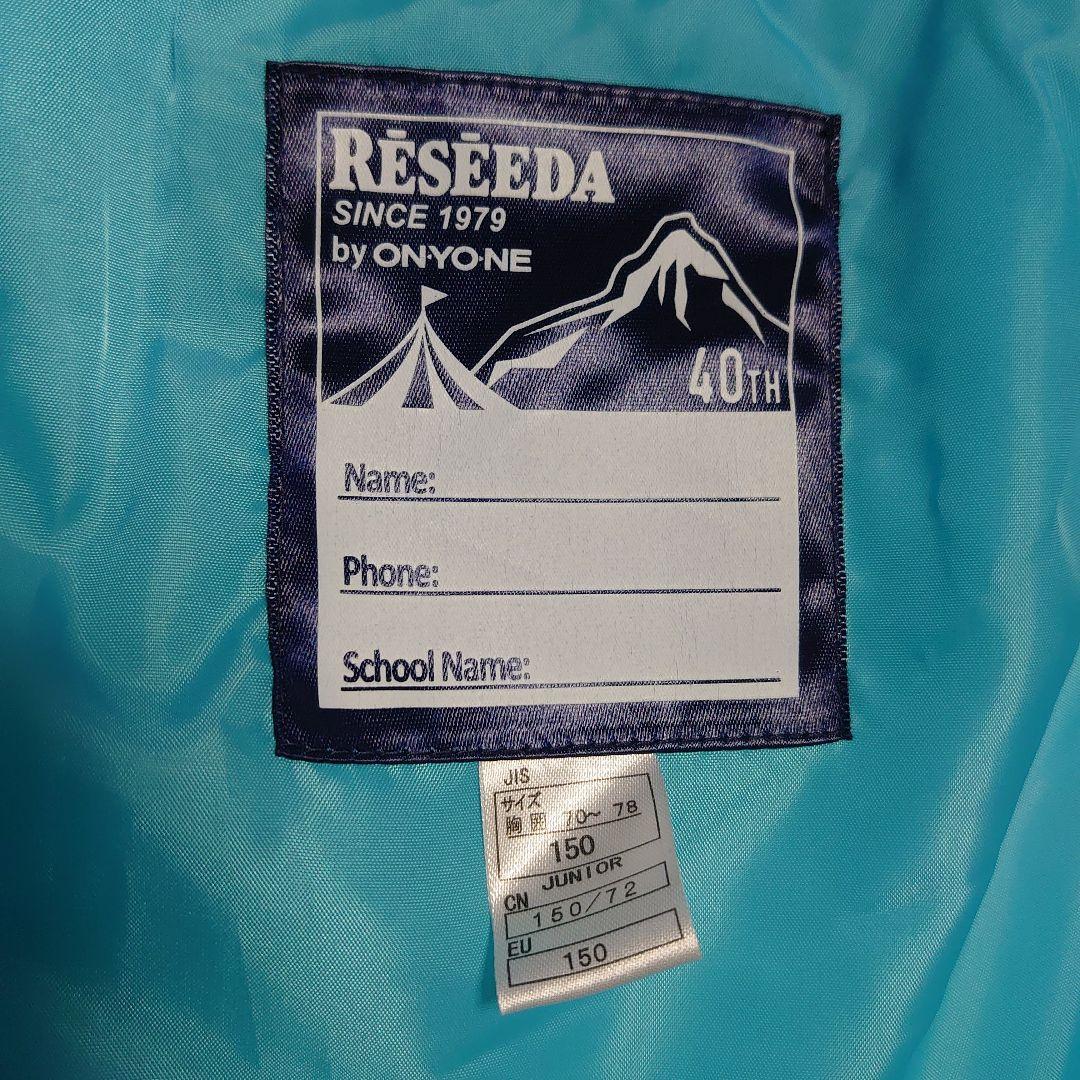 RĒSĒEDA
SINCE 1979
by ON·YO·NE
40TH
Name:
Phone:
School Name:
JIS
サイズ
胸囲 70~78
150
JUNIOR
CN
150/72
EU
150